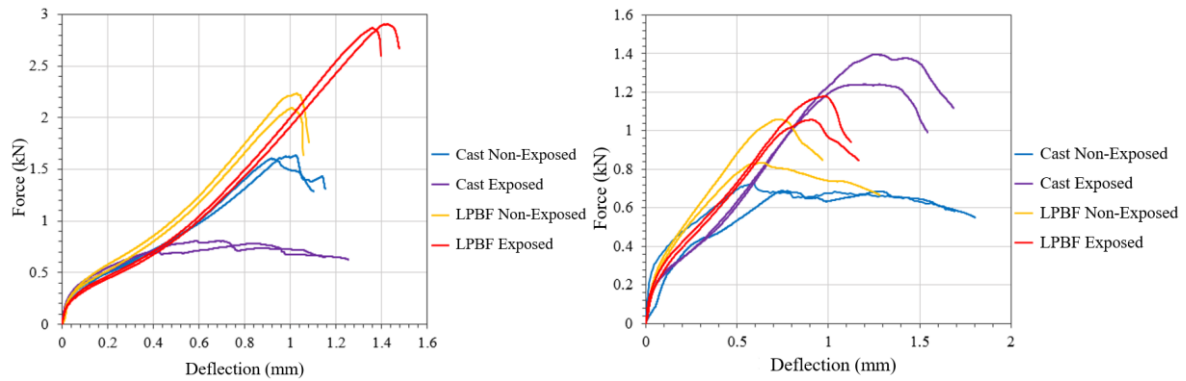 3
2.5
2
1.5
1
0.5
0
0 0.2 0.4 0.6 0.8 1 1.2 1.4 1.6
Force (kN)
Deflection (mm)
Cast Non-Exposed
Cast Exposed
LPBF Non-Exposed
LPBF Exposed
1.6
1.4
1.2
1
0.8
0.6
0.4
0.2
0
0 0.5 1 1.5 2
Force (kN)
Deflection (mm)
Cast Non-Exposed
Cast Exposed
LPBF Non-Exposed
LPBF Exposed